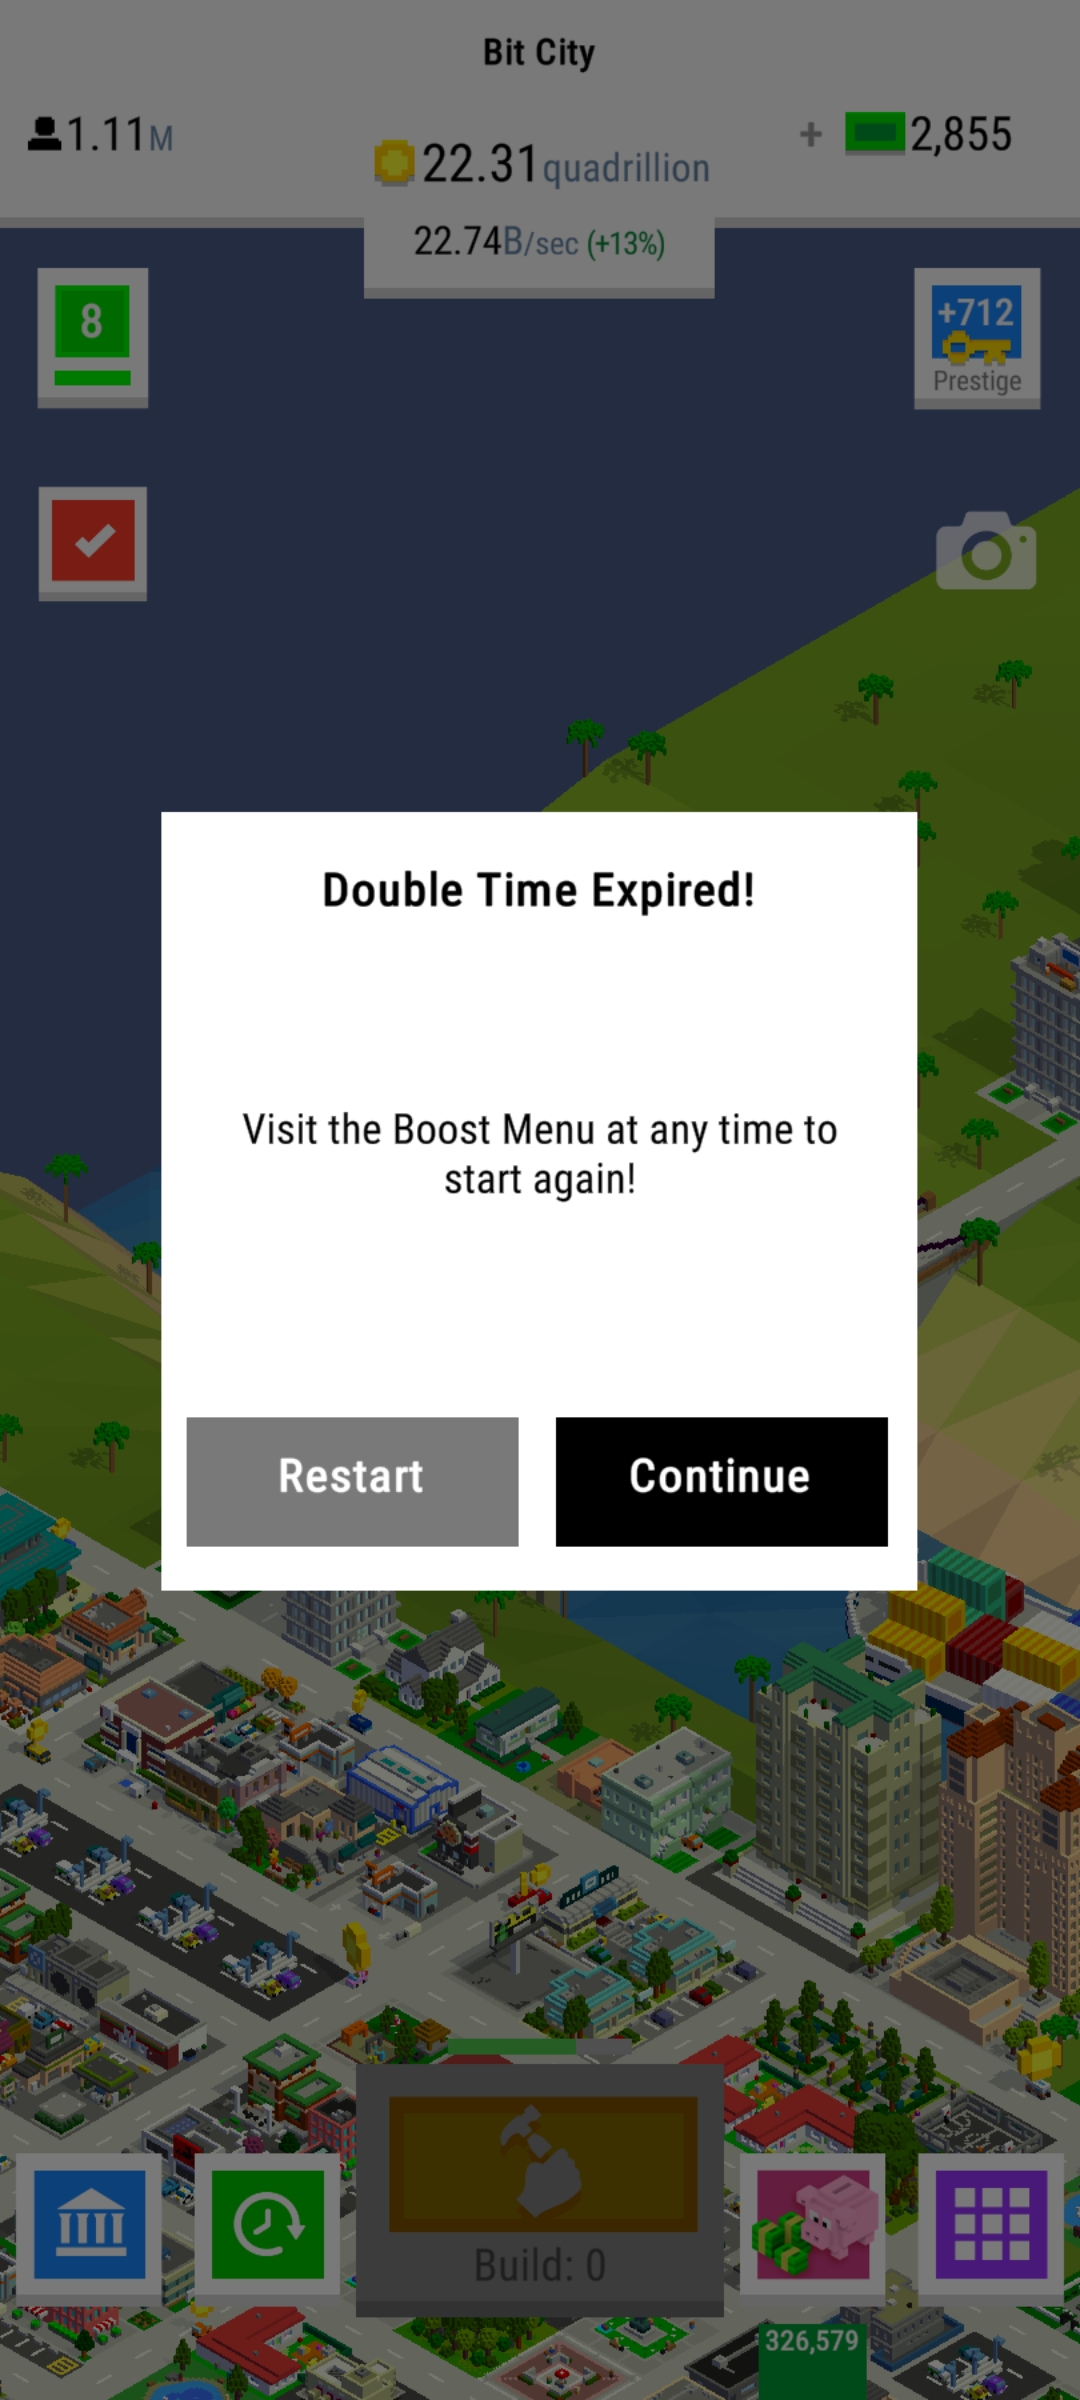 Bit City
1.11M
22.31quadrillion
+ 2,855
22.74B/sec (+13%)
8
+712
Prestige
Double Time Expired!
Visit the Boost Menu at any time to
start again!
Restart
Continue
Build: 0
326,579